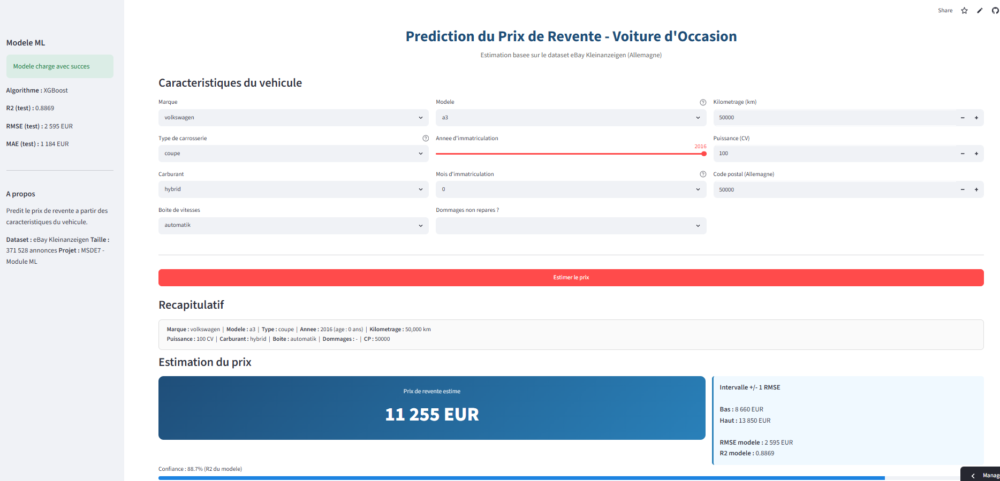 Share
Modele ML
Modele charge avec succes
Algorithme : XGBoost
R2 (test) : 0.8869
RMSE (test) : 2 595 EUR
MAE (test) : 1 184 EUR
A propos
Predit le prix de revente a partir des
caracteristiques du vehicule.
Dataset : eBay Kleinanzeigen Taille :
371 528 annonces Projet : MSDE7 -
Module ML
Prediction du Prix de Revente - Voiture d'Occasion
Estimation basee sur le dataset eBay Kleinanzeigen (Allemagne)
Caracteristiques du vehicule
Marque
volkswagen
Modele
a3
Kilometrage (km)
50000
Type de carrosserie
coupe
Annee d'immatriculation
2016
Puissance (CV)
100
Carburant
hybrid
Mois d'immatriculation
0
Code postal (Allemagne)
50000
Boite de vitesses
automatik
Dommages non repares ?
Estimer le prix
Recapitulatif
Marque : volkswagen | Modele : a3 | Type : coupe | Annee : 2016 (age : 0 ans) | Kilometrage : 50,000 km
Puissance : 100 CV | Carburant : hybrid | Boite : automatik | Dommages : - | CP : 50000
Estimation du prix
Prix de revente estime
11 255 EUR
Intervalle +/- 1 RMSE
Bas : 8 660 EUR
Haut : 13 850 EUR
RMSE modele : 2 595 EUR
R2 modele : 0.8869
Confiance : 88.7% (R2 du modele)
Manag